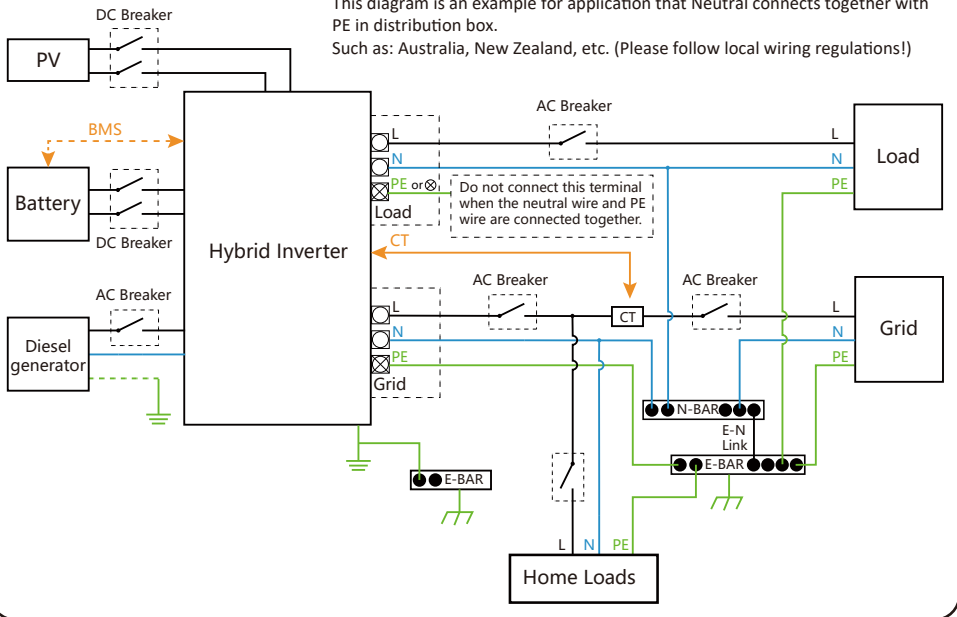 This diagram is an example for application that Neutral connects together with
PE in distribution box.
Such as: Australia, New Zealand, etc. (Please follow local wiring regulations!)
DC Breaker
PV
BMS
Battery
DC Breaker
AC Breaker
Diesel
generator
Hybrid Inverter
L
N
PE or ⊗
Load
Do not connect this terminal
when the neutral wire and PE
wire are connected together.
AC Breaker
L
N
PE
Load
CT
AC Breaker
CT
AC Breaker
L
N
PE
Grid
L
N
PE
Grid
N-BAR
E-N
Link
E-BAR
E-BAR
L
N
PE
Home Loads